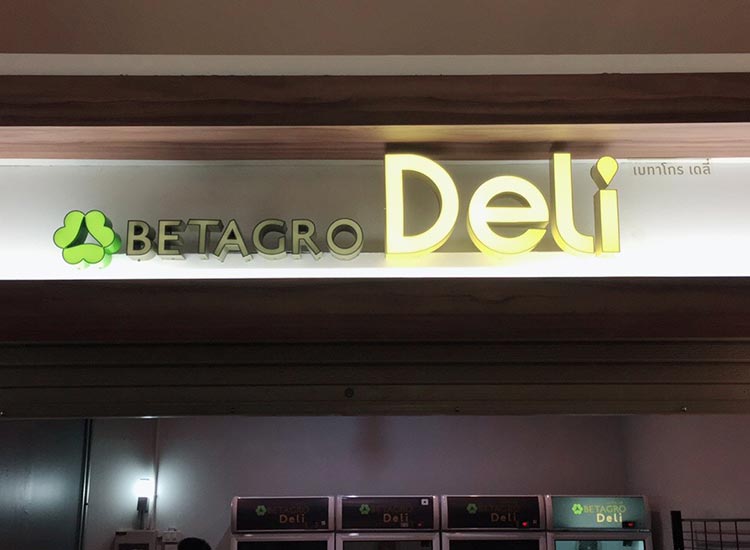 BETAGRO Deli
เบทาโกร เดลี่
BETAGRO
Deli
BETAGRO
Deli
BETAGRO
Deli
BETAGRO
Deli